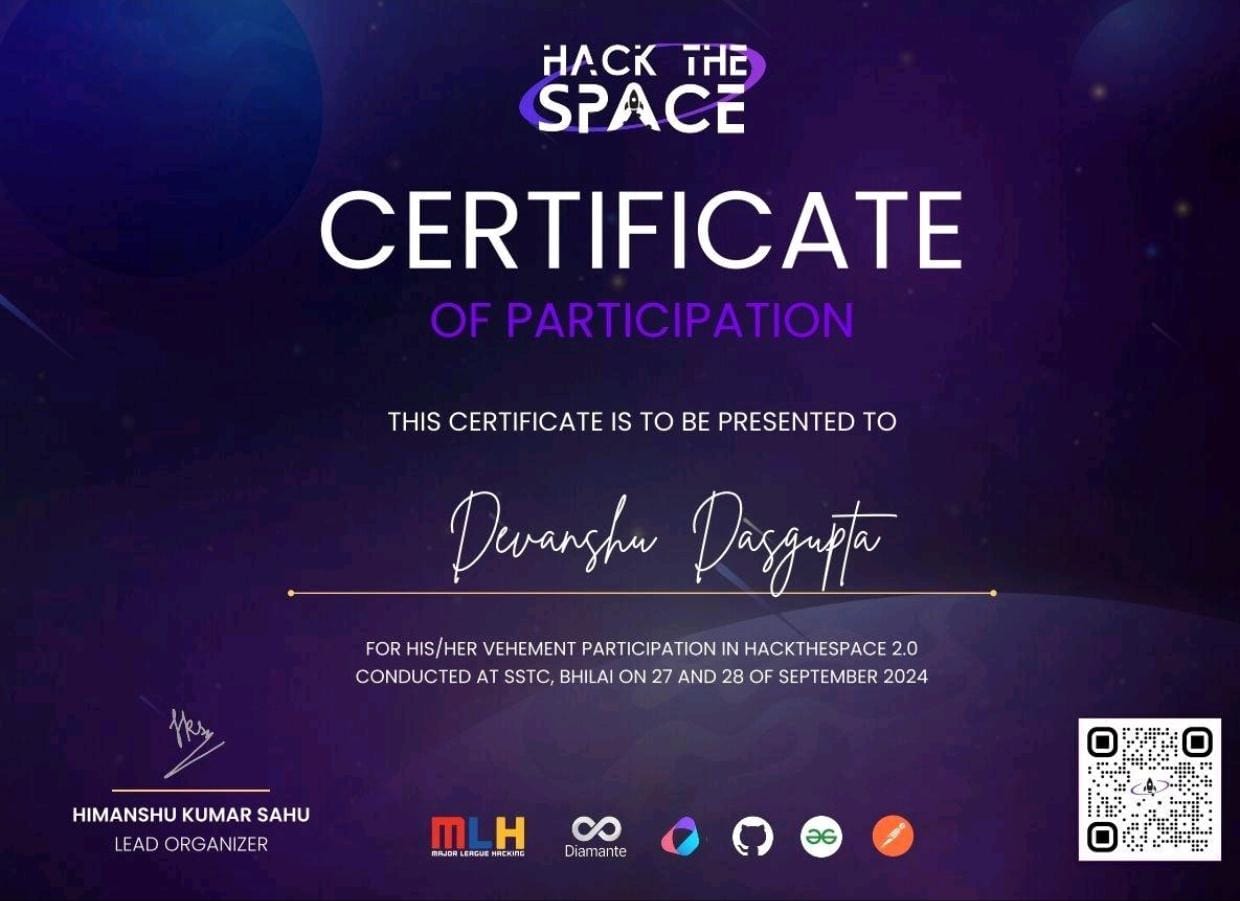 HACK THE
SPACE
CERTIFICATE
OF PARTICIPATION
THIS CERTIFICATE IS TO BE PRESENTED TO
Devanshu Dasgupta
FOR HIS/HER VEHEMENT PARTICIPATION IN HACKTHESPACE 2.0
CONDUCTED AT SSTC, BHILAI ON 27 AND 28 OF SEPTEMBER 2024
HIMANSHU KUMAR SAHU
LEAD ORGANIZER
MLH
MAJOR LEAGUE HACKING
Diamante